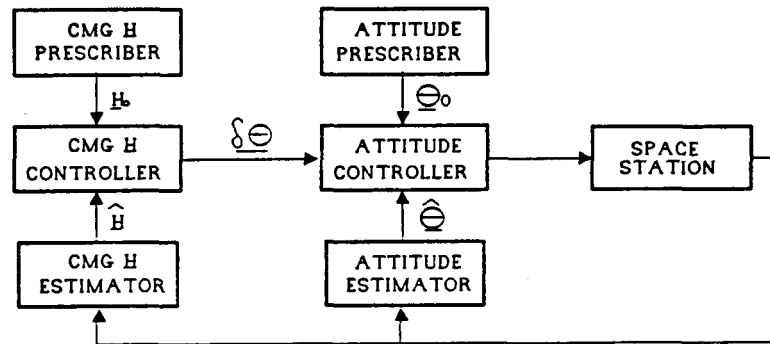 CMG H
PRESCRIBER
ATTITUDE
PRESCRIBER
H₀
Θ₀
CMG H
CONTROLLER
δΘ
ATTITUDE
CONTROLLER
SPACE
STATION
Ĥ
Θ̂
CMG H
ESTIMATOR
ATTITUDE
ESTIMATOR